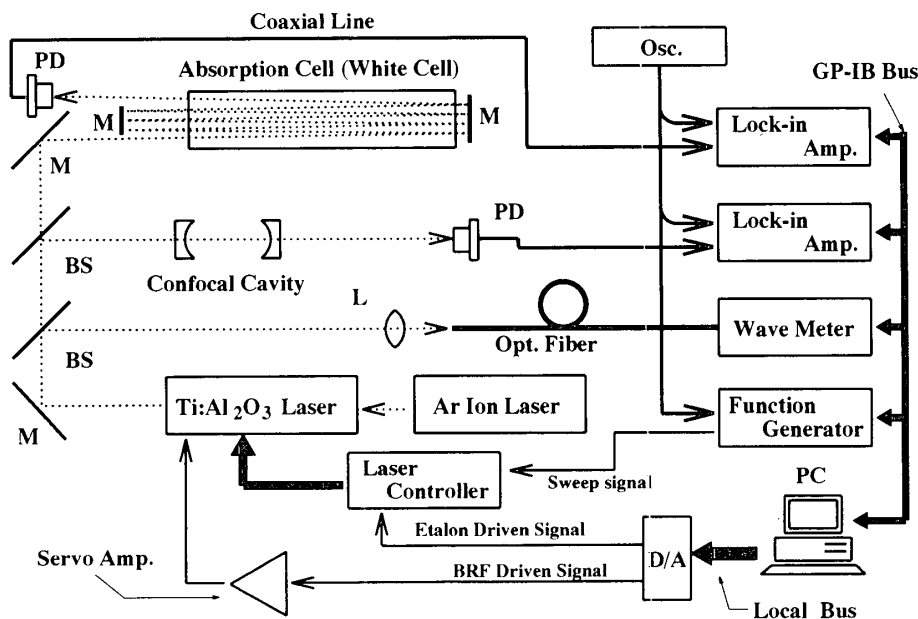 Coaxial Line
PD
Absorption Cell (White Cell)
Osc.
GP-IB Bus
M
M
M
Lock-in
Amp.
PD
Lock-in
Amp.
BS
Confocal Cavity
L
Opt. Fiber
Wave Meter
BS
M
Ti:Al2O3 Laser
Ar Ion Laser
Function
Generator
Laser
Controller
Sweep signal
PC
Etalon Driven Signal
D/A
Servo Amp.
BRF Driven Signal
Local Bus